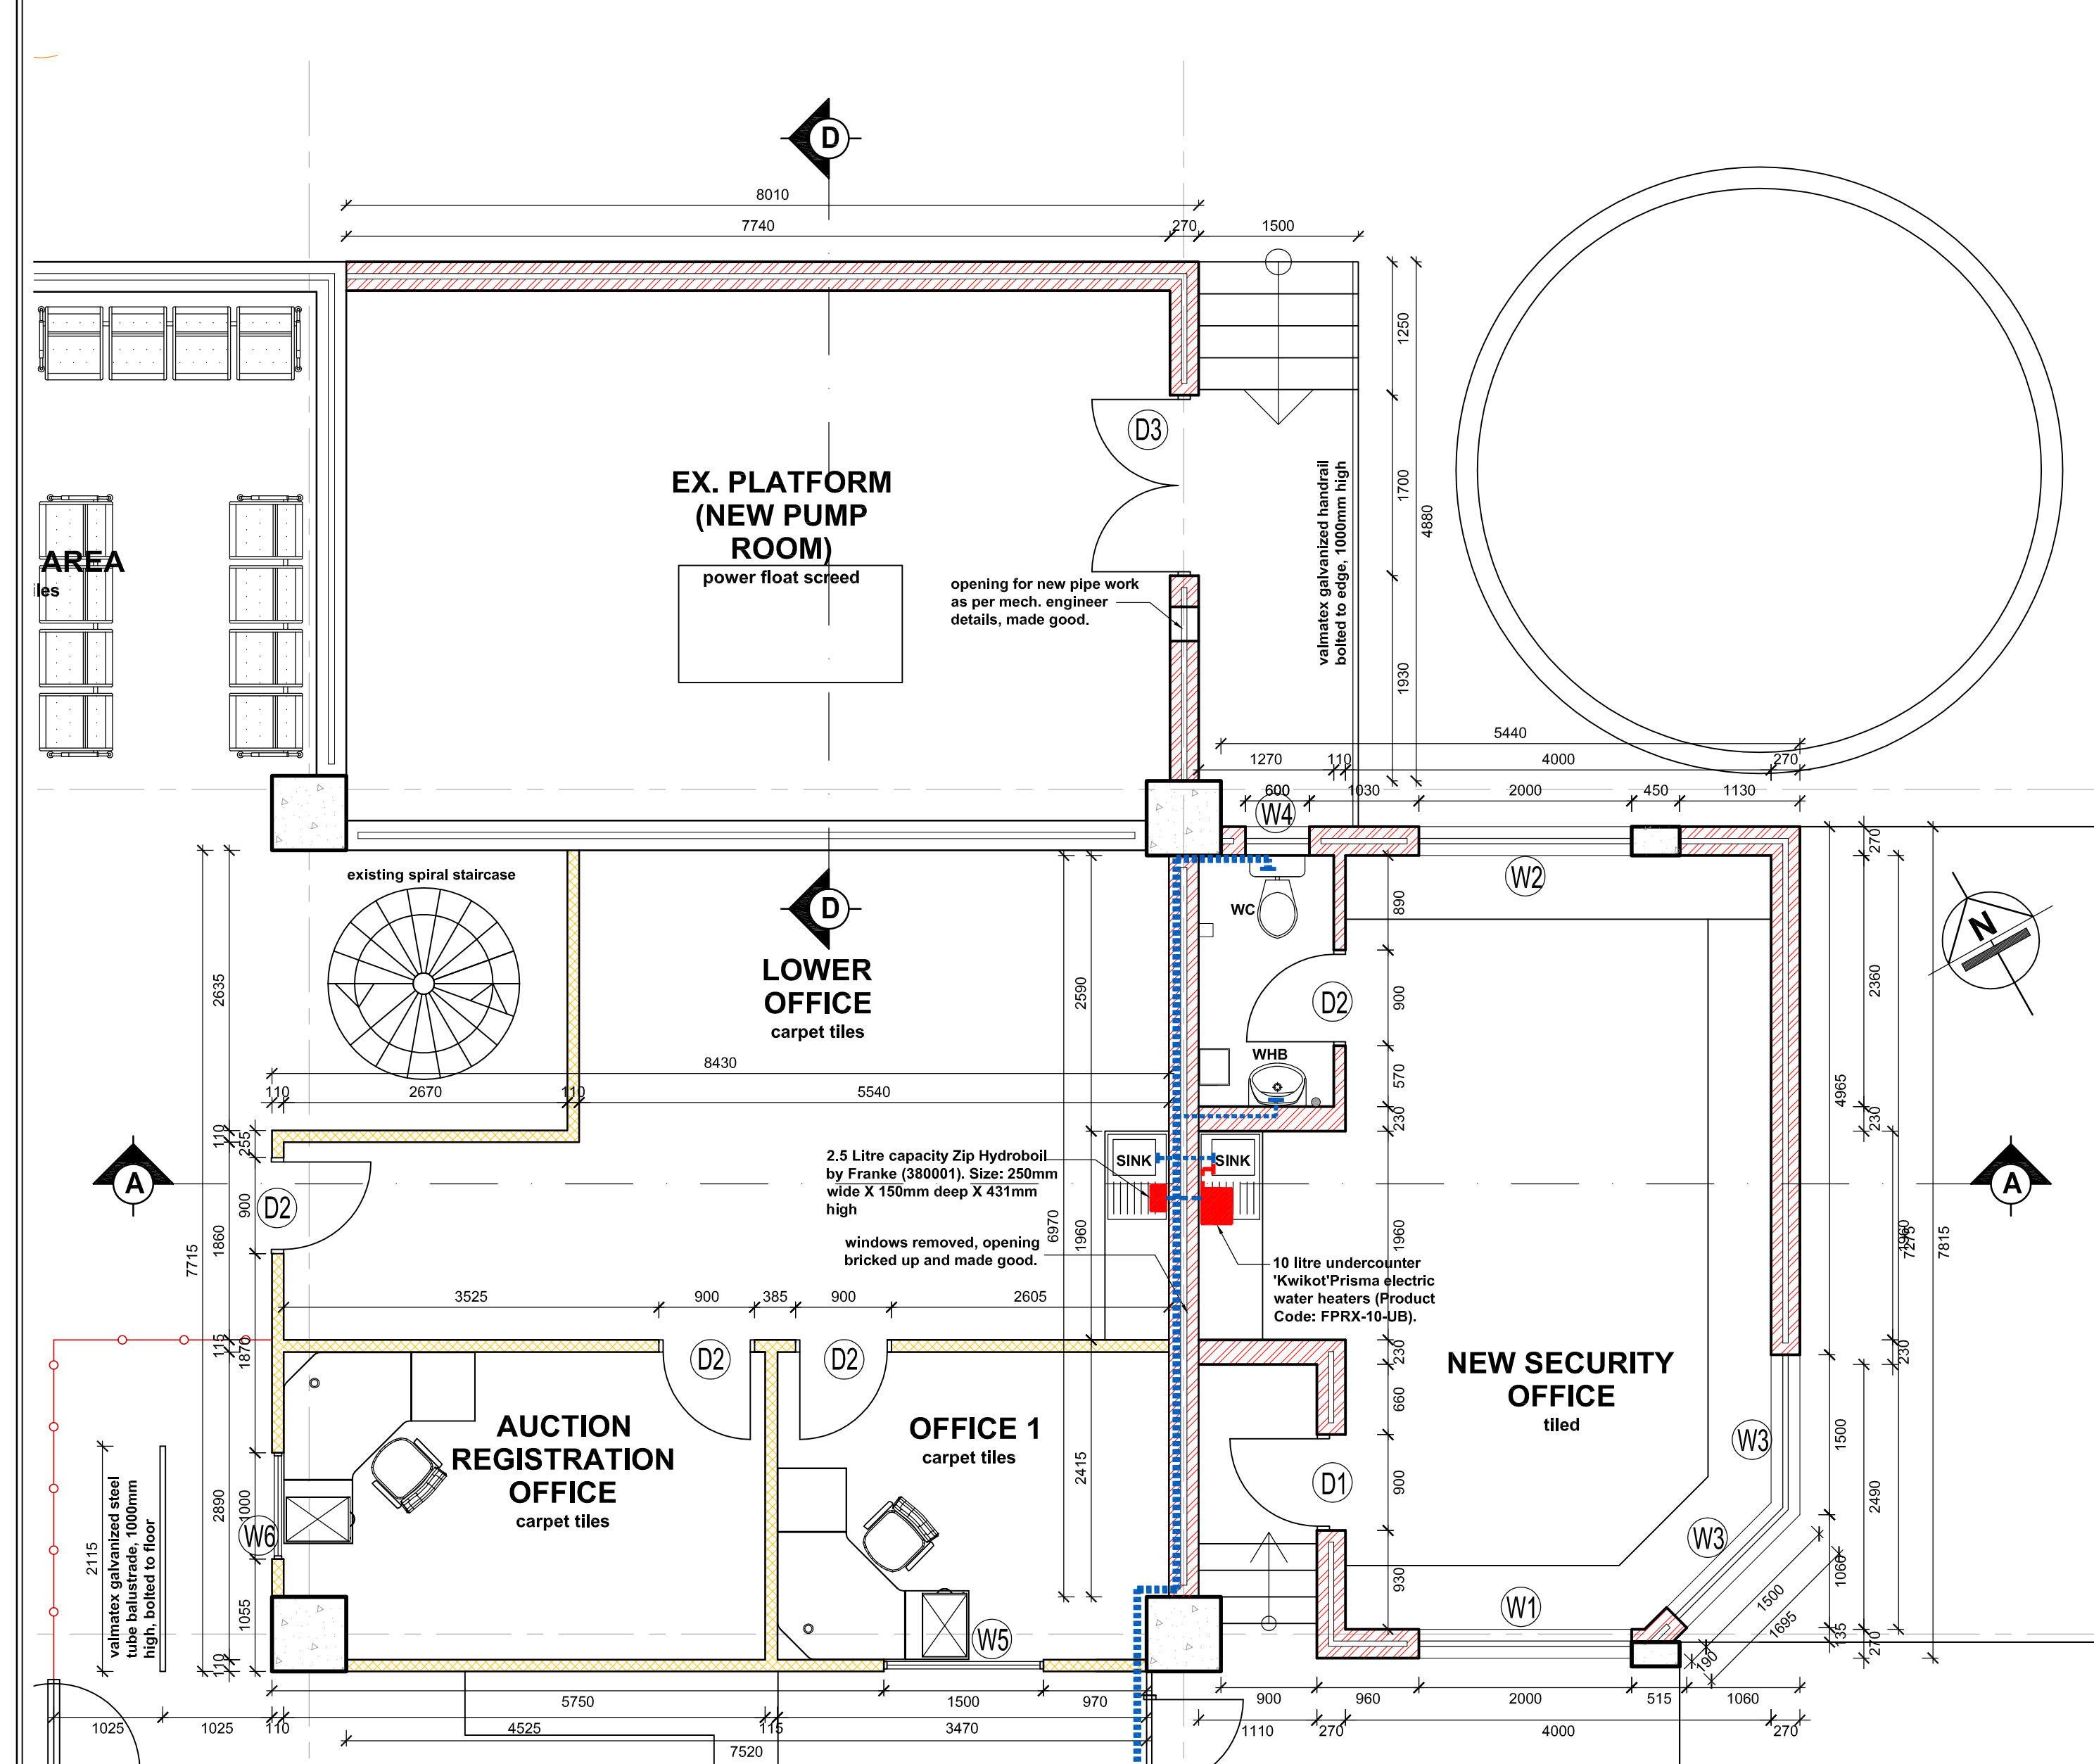 D
8010
7740
270
1500
1250
D3
EX. PLATFORM
(NEW PUMP
ROOM)
power float screed
1700
4880
valmatex galvanized handrail
bolted to edge, 1000mm high
AREA
opening for new pipe work
as per mech. engineer
details, made good.
1930
5440
1270
110
4000
270
600
1030
2000
450
1130
W4
270
existing spiral staircase
W2
WC
890
D
N
LOWER
OFFICE
carpet tiles
2635
2590
D2
900
2360
WHB
8430
110
2670
110
5540
570
4965
110
255
230
230
2.5 Litre capacity Zip Hydroboil
by Franke (380001). Size: 250mm
wide X 150mm deep X 431mm
high
SINK
SINK
A
A
D2
900
1860
7715
6970
1960
1960
1960
7275
7815
windows removed, opening
bricked up and made good.
10 litre undercounter
'Kwikot'Prisma electric
water heaters (Product
Code: FPRX-10-UB).
3525
900
385
900
2605
115
1870
D2
D2
230
230
NEW SECURITY
OFFICE
tiled
660
AUCTION
REGISTRATION
OFFICE
carpet tiles
OFFICE 1
carpet tiles
W3
1500
2415
D1
900
2490
valmatex galvanized steel
tube balustrade, 1000mm
high, bolted to floor
2115
2890
1000
W6
W3
930
1060
1500
1695
W1
1055
W5
135
270
190
110
5750
1500
970
900
960
2000
515
1060
1025
1025
110
4525
115
3470
1110
270
4000
270
7520